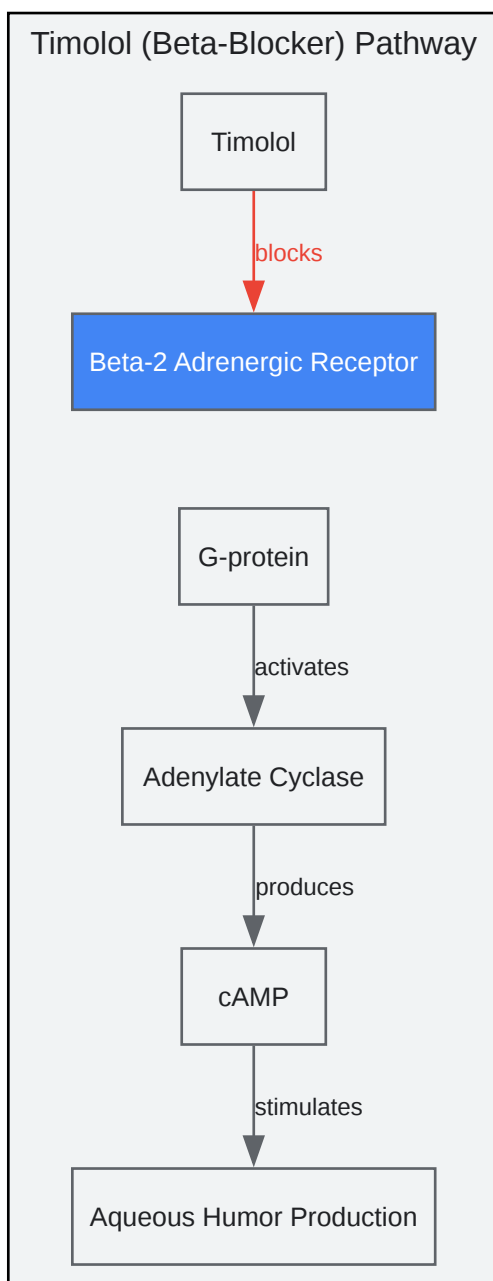 Timolol (Beta-Blocker) Pathway
Timolol
blocks
Beta-2 Adrenergic Receptor
G-protein
activates
Adenylate Cyclase
produces
cAMP
stimulates
Aqueous Humor Production